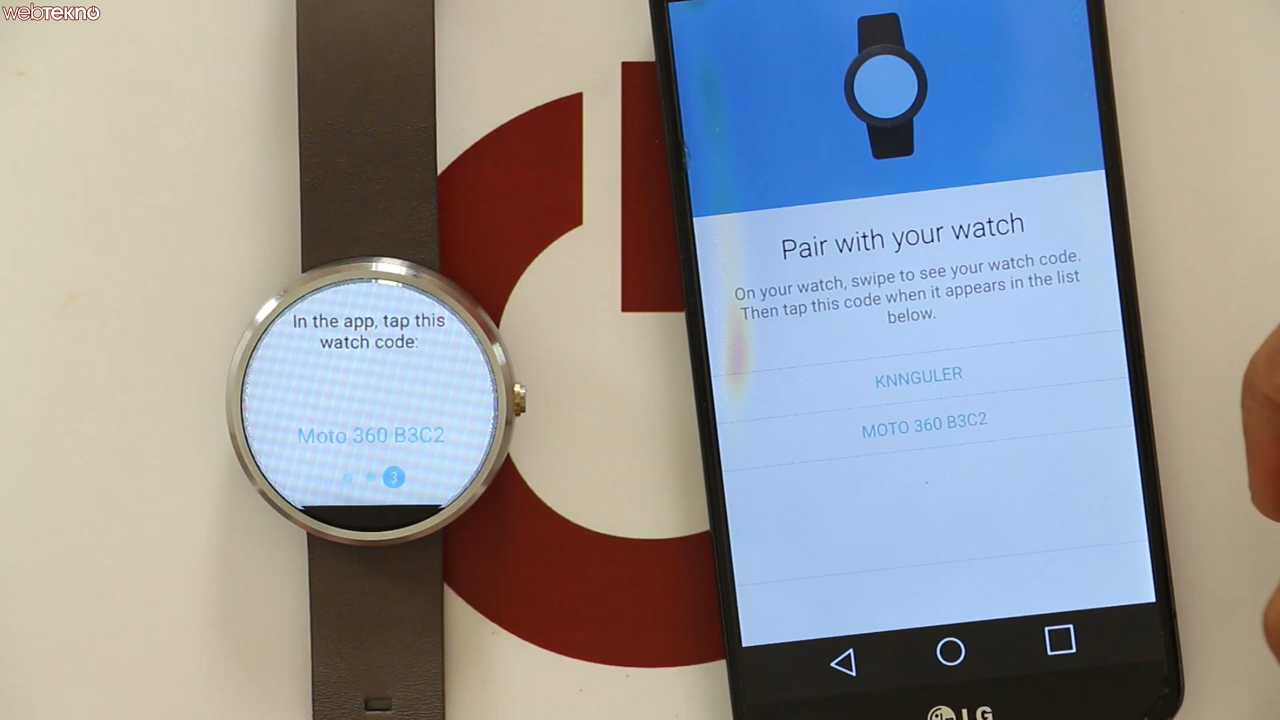 webTEKNO
In the app, tap this
watch code:
Moto 360 B3C2
3
Pair with your watch
On your watch, swipe to see your watch code.
Then tap this code when it appears in the list
below.
KNNGULER
MOTO 360 B3C2
LG